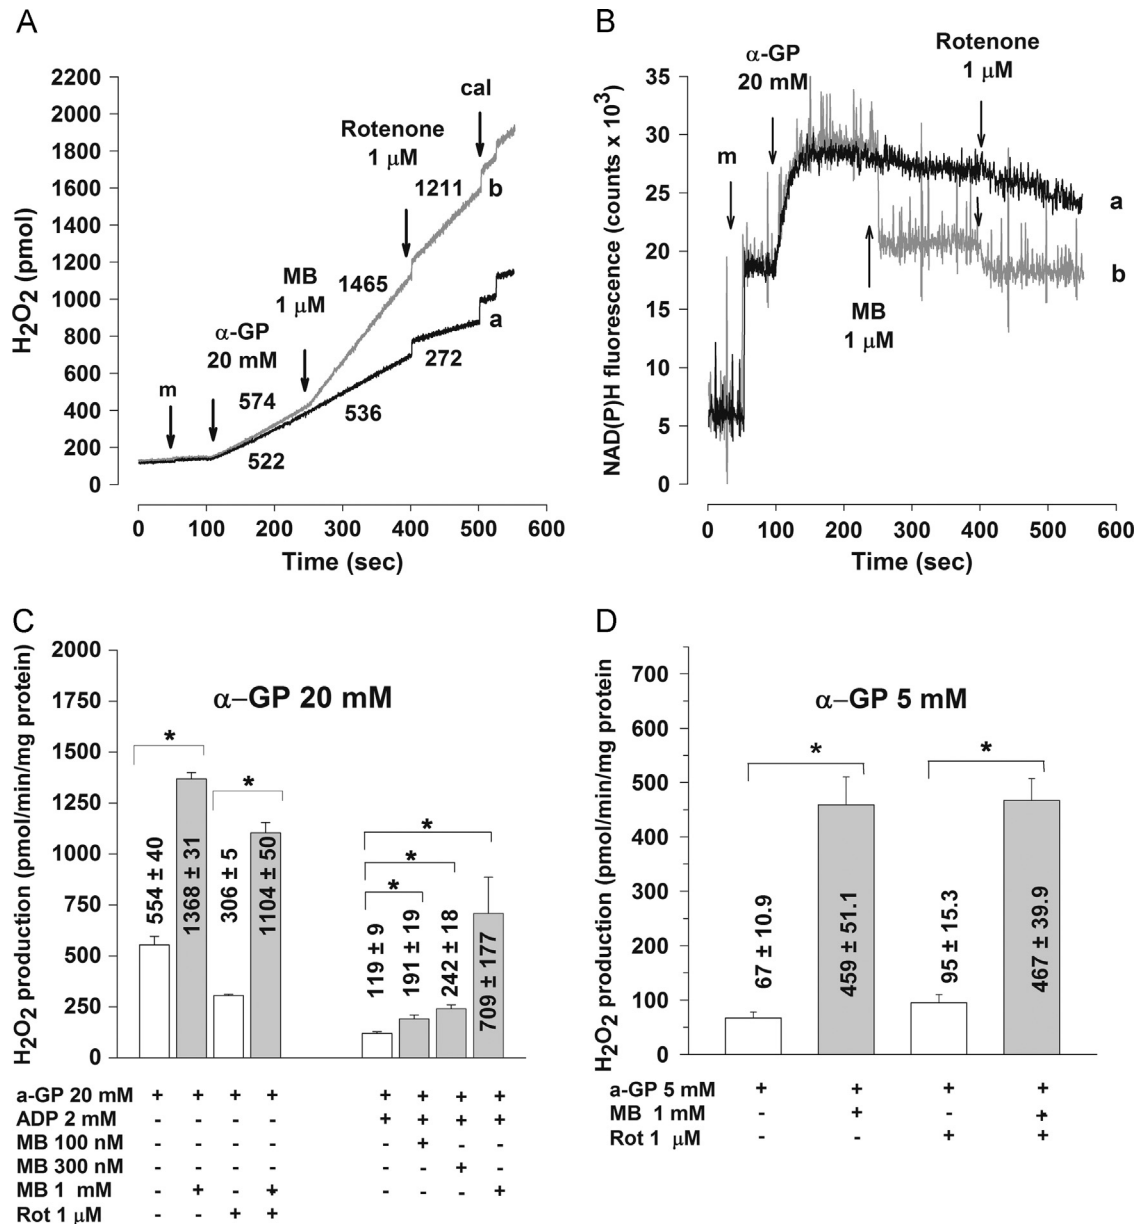 A
H2O2 (pmol)
2200
2000
1800
1600
1400
1200
1000
800
600
400
200
0
m
α-GP
20 mM
MB
1 μM
Rotenone
1 μM
cal
574
522
1465
536
1211
272
b
a
0 100 200 300 400 500 600
Time (sec)
B
NAD(P)H fluorescence (counts x 10³)
35
30
25
20
15
10
5
0
m
α-GP
20 mM
Rotenone
1 μM
MB
1 μM
a
b
0 100 200 300 400 500 600
Time (sec)
C
H2O2 production (pmol/min/mg protein)
2000
1750
1500
1250
1000
750
500
250
0
α–GP 20 mM
* * * * *
554 ± 40
1368 ± 31
306 ± 5
1104 ± 50
119 ± 9
191 ± 19
242 ± 18
709 ± 177
a-GP 20 mM + + + + + + + +
ADP 2 mM - - - - + + + +
MB 100 nM - - - - - + - -
MB 300 nM - - - - - - + -
MB 1 mM - + - + - - - +
Rot 1 μM - - + + - - - -
D
H2O2 production (pmol/min/mg protein
700
600
500
400
300
200
100
0
α–GP 5 mM
* *
67 ± 10.9
459 ± 51.1
95 ± 15.3
467 ± 39.9
a-GP 5 mM + + + +
MB 1 mM - + - +
Rot 1 μM - - + +